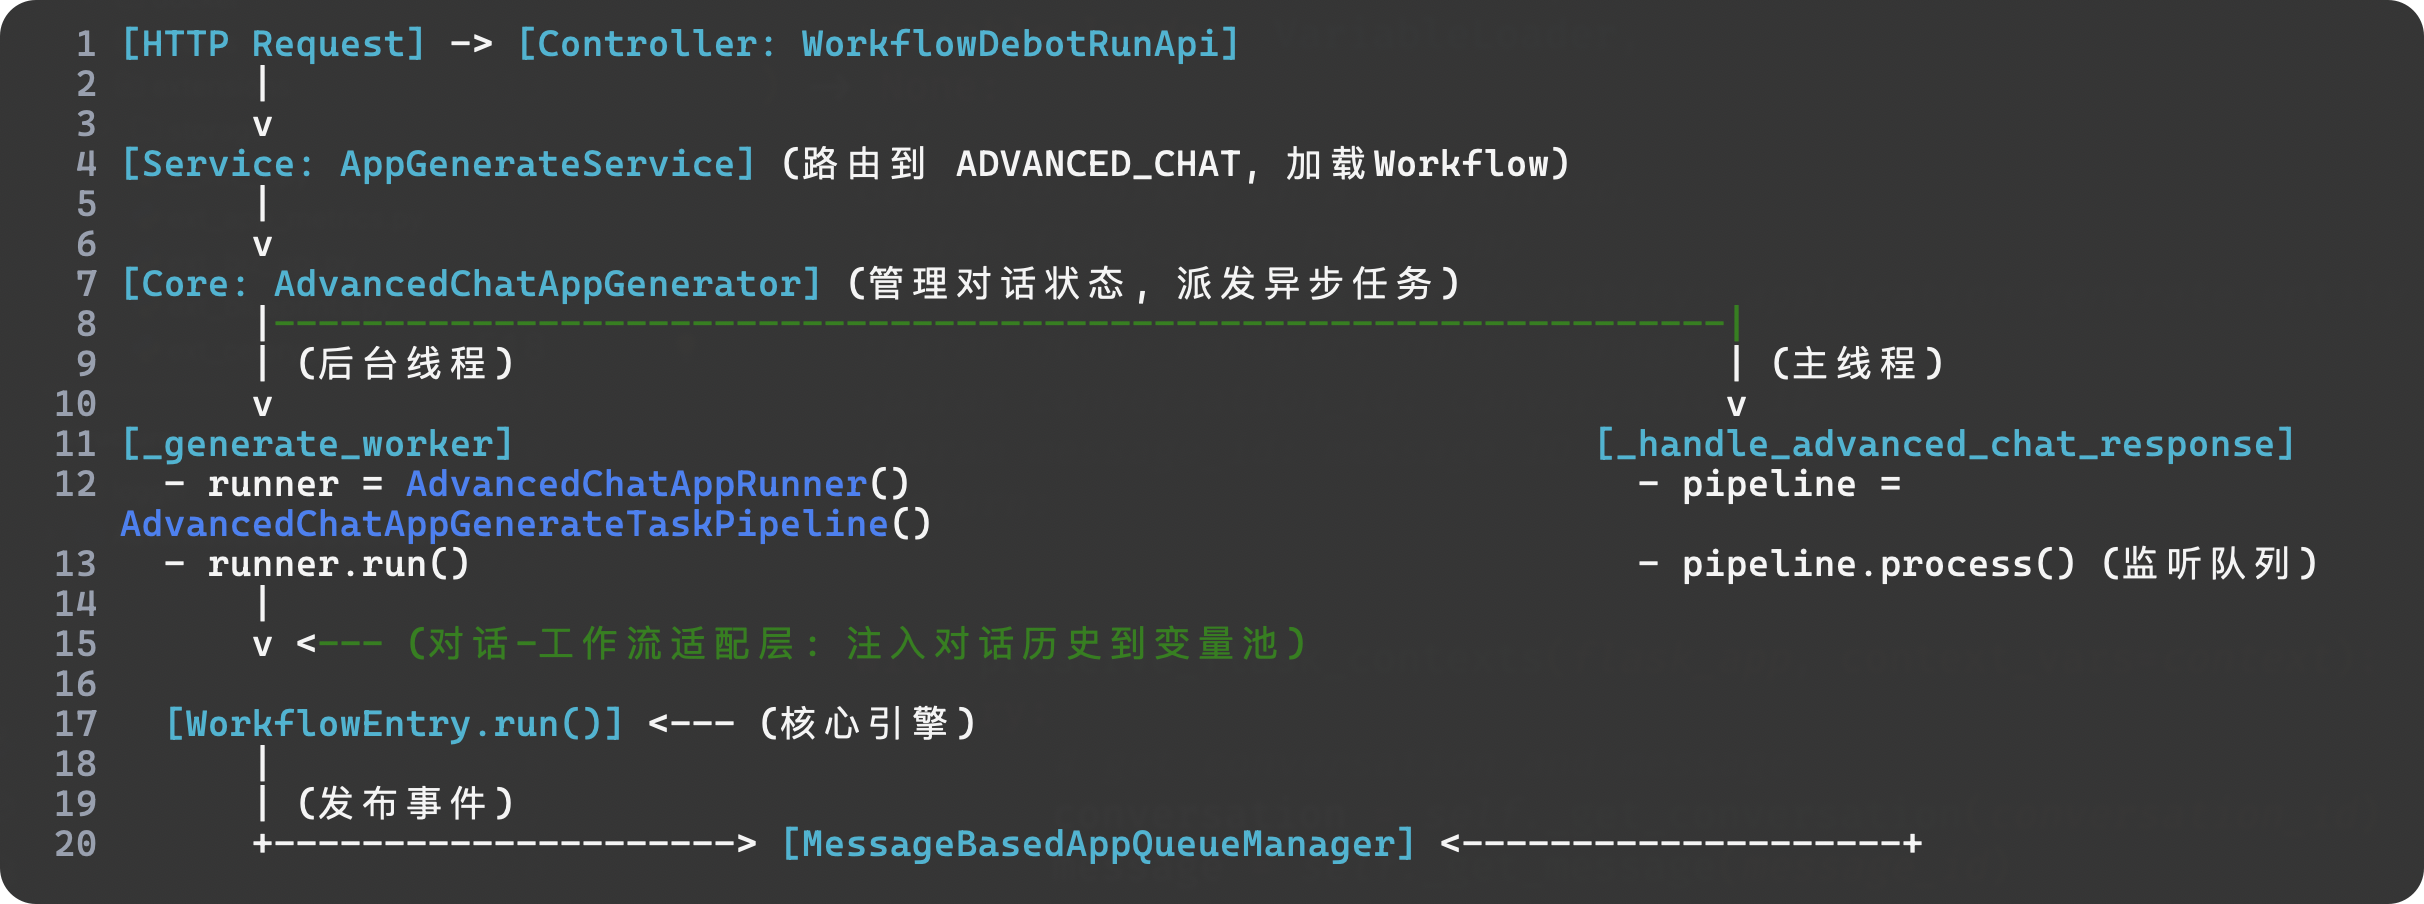 1 [HTTP Request] -> [Controller: WorkflowDebotRunApi]
2       |
3       v
4 [Service: AppGenerateService] (路由到 ADVANCED_CHAT, 加载Workflow)
5       |
6       v
7 [Core: AdvancedChatAppGenerator] (管理对话状态, 派发异步任务)
8       |------------------------------------------------------------------|
9       | (后台线程)                                                        | (主线程)
10       v                                                                  v
11 [_generate_worker]                                                 [_handle_advanced_chat_response]
12   - runner = AdvancedChatAppRunner()                                 - pipeline =
AdvancedChatAppGenerateTaskPipeline()
13   - runner.run()                                                     - pipeline.process() (监听队列)
14       |
15       v <--- (对话-工作流适配层: 注入对话历史到变量池)
16
17   [WorkflowEntry.run()] <--- (核心引擎)
18       |
19       | (发布事件)
20       +---------------------> [MessageBasedAppQueueManager] <--------------------+